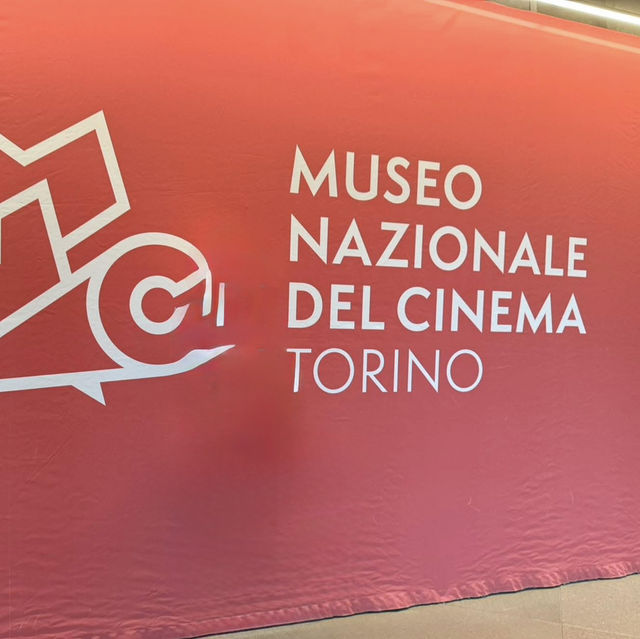 MUSEO
NAZIONALE
DEL CINEMA
TORINO